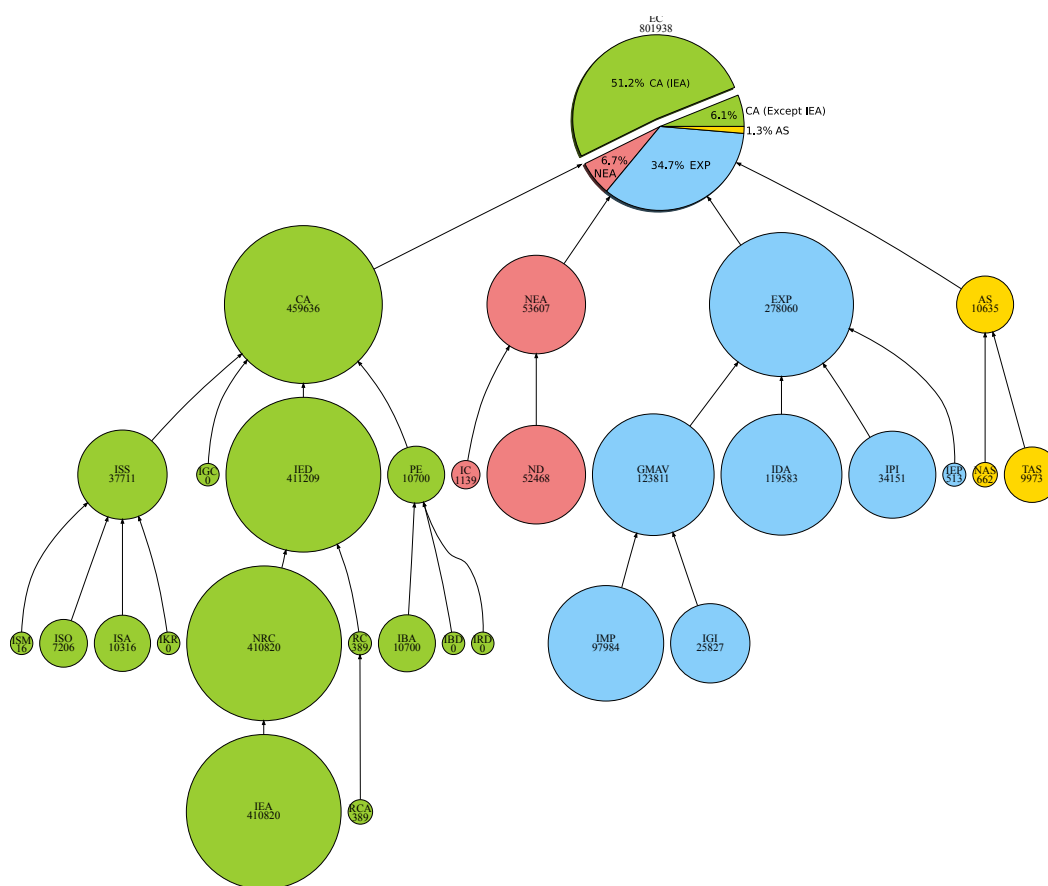 EC
801938
51.2% CA (IEA)
6.1%
CA (Except IEA)
1.3% AS
6.7%
NEA
34.7% EXP
CA
459636
NEA
53607
EXP
278060
AS
10635
ISS
37711
IGC
0
IED
411209
PE
10700
IC
1139
ND
52468
GMAV
123811
IDA
119583
IPI
34151
IEP
513
NAS
662
TAS
9973
ISM
16
ISO
7206
ISA
10316
IKR
0
NRC
410820
RC
389
IBA
10700
IBD
0
IRD
0
IMP
97984
IGI
25827
IEA
410820
RCA
389